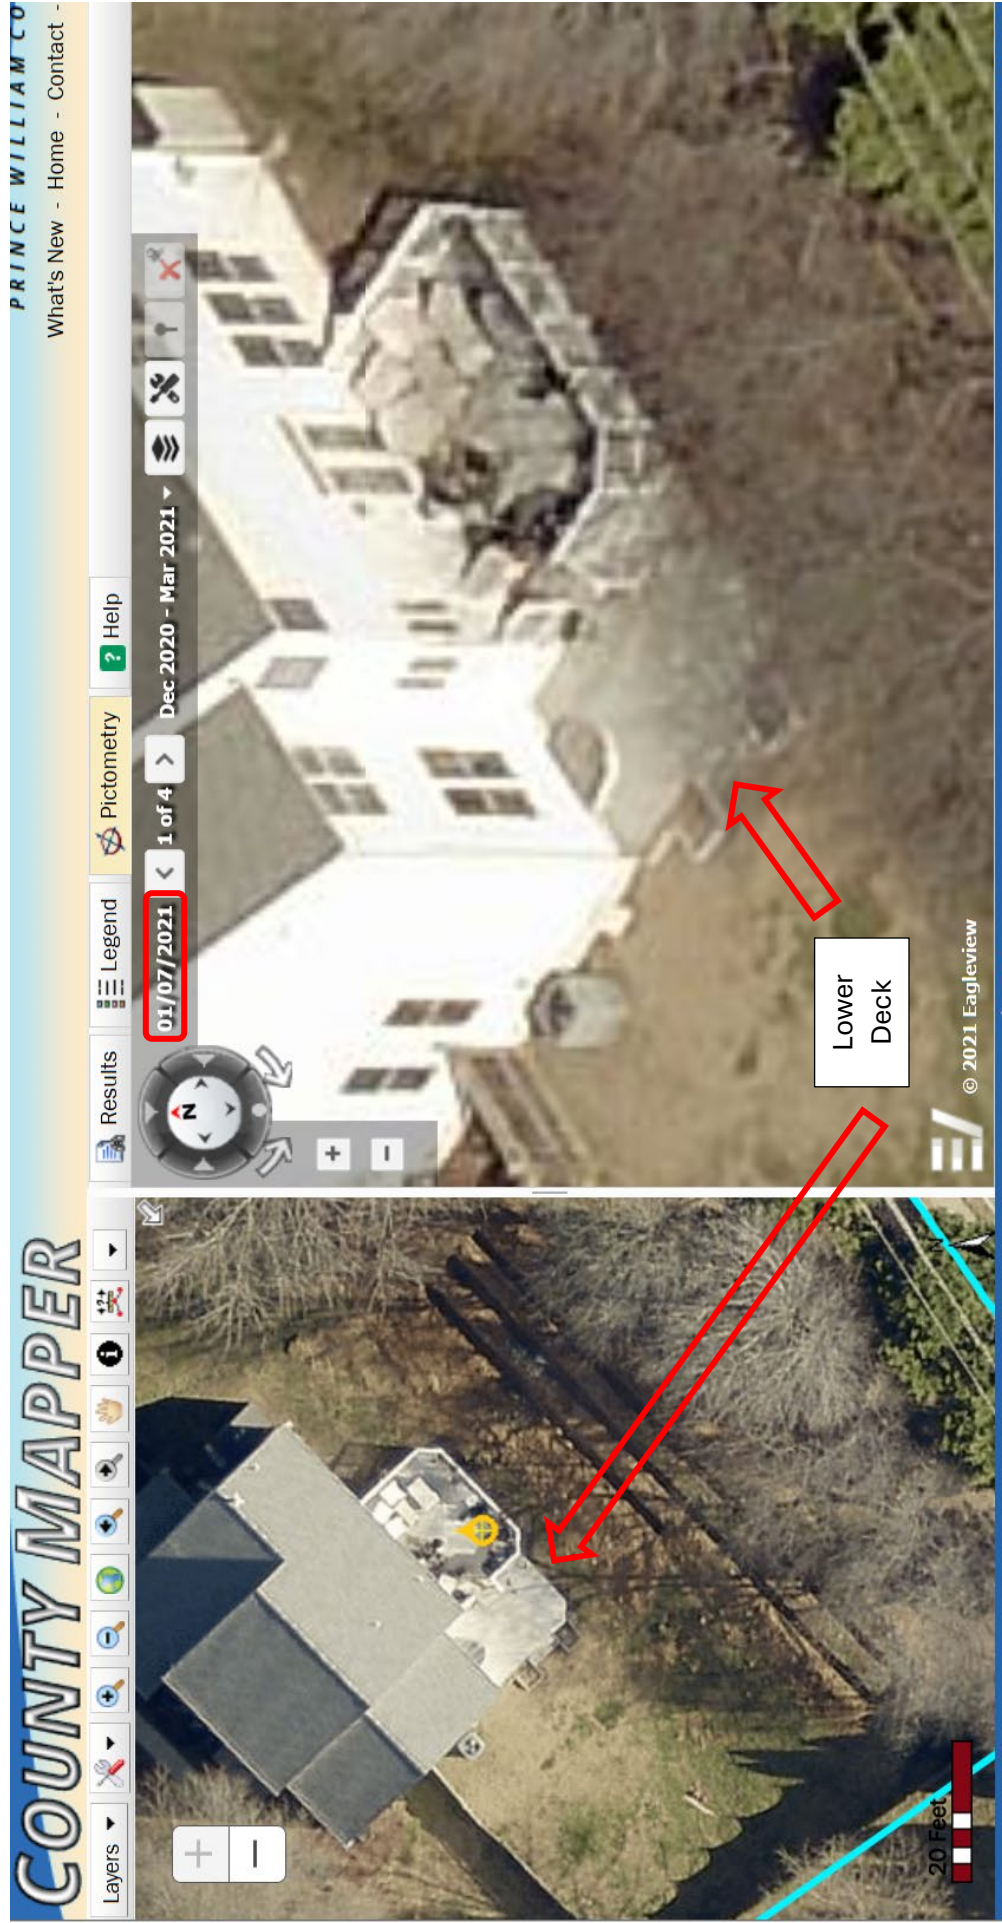 COUNTY MAPPER
PRINCE WILLIAM CO
What's New - Home - Contact -
Layers
Results
Legend
Pictometry
? Help
01/07/2021
1 of 4
Dec 2020 - Mar 2021
N
Lower
Deck
20 Feet
N
© 2021 Eagleview